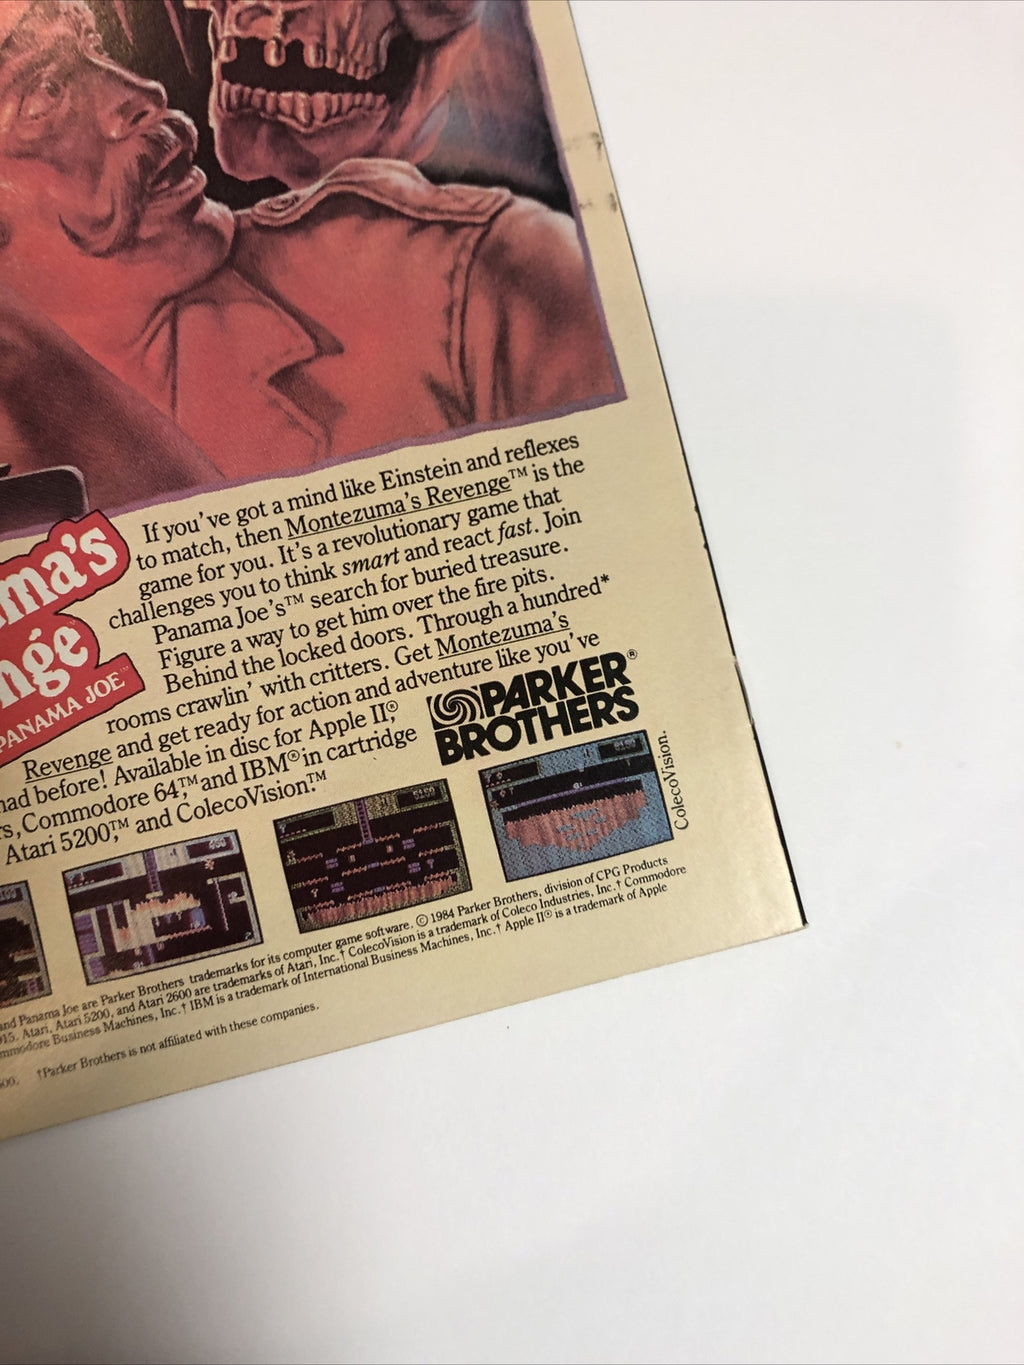 ma's
nge
PANAMA JOE™
If you've got a mind like Einstein and reflexes
to match, then Montezuma's Revenge™ is the
game for you. It's a revolutionary game that
challenges you to think smart and react fast. Join
Panama Joe's™ search for buried treasure.
Figure a way to get him over the fire pits.
Behind the locked doors. Through a hundred*
rooms crawlin' with critters. Get Montezuma's
Revenge and get ready for action and adventure like you've
had before! Available in disc for Apple II,®
s, Commodore 64,™ and IBM® in cartridge
Atari 5200,™ and ColecoVision.™
PARKER®
BROTHERS
ColecoVision.
and Panama Joe are Parker Brothers trademarks for its computer game software. © 1984 Parker Brothers, division of CPG Products
915. Atari, Atari 5200, and Atari 2600 are trademarks of Atari, Inc.† ColecoVision is a trademark of Coleco Industries, Inc.† Commodore
mmodore Business Machines, Inc.† IBM is a trademark of International Business Machines, Inc.† Apple II® is a trademark of Apple
†Parker Brothers is not affiliated with these companies.